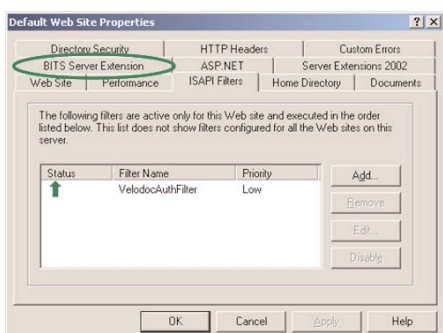 Default Web Site Properties
Directory Security HTTP Headers Custom Errors
BITS Server Extension ASP.NET Server Extensions 2002
Web Site Performance ISAPI Filters Home Directory Documents
The following filters are active only for this Web site and executed in the order
listed below. This list does not show filters configured for all the Web sites on this
server.
Status Filter Name Priority
VelodocAuthFilter Low
Add...
Remove
Edit...
Disable
OK Cancel Apply Help